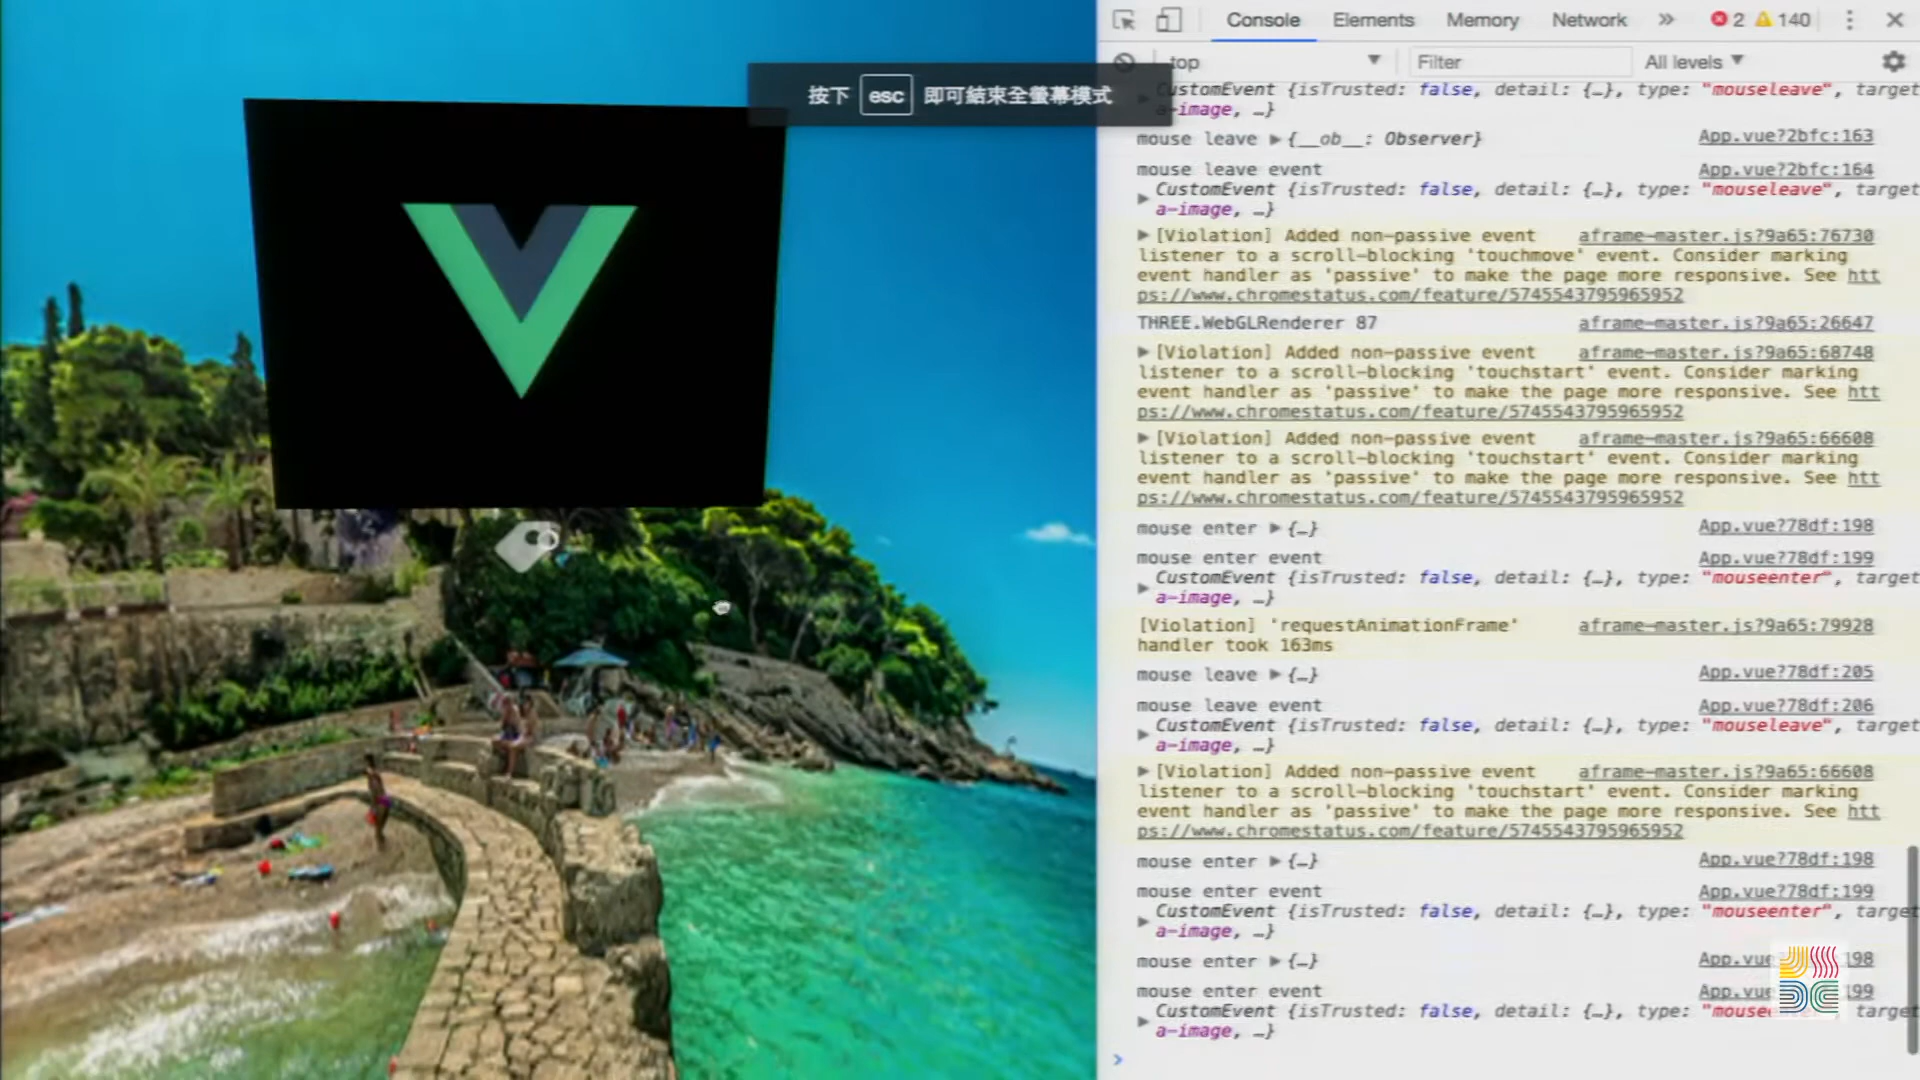 按下 esc 即可結束全螢幕模式
Console Elements Memory Network » 2 140
top Filter All levels
CustomEvent {isTrusted: false, detail: {…}, type: "mouseleave", target
a-image, …}
mouse leave ▶{__ob__: Observer} App.vue?2bfc:163
mouse leave event App.vue?2bfc:164
CustomEvent {isTrusted: false, detail: {…}, type: "mouseleave", target
a-image, …}
▶[Violation] Added non-passive event aframe-master.js?9a65:76730
listener to a scroll-blocking 'touchmove' event. Consider marking
event handler as 'passive' to make the page more responsive. See htt
ps://www.chromestatus.com/feature/5745543795965952
THREE.WebGLRenderer 87 aframe-master.js?9a65:26647
▶[Violation] Added non-passive event aframe-master.js?9a65:68748
listener to a scroll-blocking 'touchstart' event. Consider marking
event handler as 'passive' to make the page more responsive. See htt
ps://www.chromestatus.com/feature/5745543795965952
▶[Violation] Added non-passive event aframe-master.js?9a65:66608
listener to a scroll-blocking 'touchstart' event. Consider marking
event handler as 'passive' to make the page more responsive. See htt
ps://www.chromestatus.com/feature/5745543795965952
mouse enter ▶{…} App.vue?78df:198
mouse enter event App.vue?78df:199
CustomEvent {isTrusted: false, detail: {…}, type: "mouseenter", target
a-image, …}
[Violation] 'requestAnimationFrame' aframe-master.js?9a65:79928
handler took 163ms
mouse leave ▶{…} App.vue?78df:205
mouse leave event App.vue?78df:206
CustomEvent {isTrusted: false, detail: {…}, type: "mouseleave", target
a-image, …}
▶[Violation] Added non-passive event aframe-master.js?9a65:66608
listener to a scroll-blocking 'touchstart' event. Consider marking
event handler as 'passive' to make the page more responsive. See htt
ps://www.chromestatus.com/feature/5745543795965952
mouse enter ▶{…} App.vue?78df:198
mouse enter event App.vue?78df:199
CustomEvent {isTrusted: false, detail: {…}, type: "mouseenter", target
a-image, …}
mouse enter ▶{…} App.vue 198
mouse enter event App.vue 199
CustomEvent {isTrusted: false, detail: {…}, type: "mousee target
a-image, …}